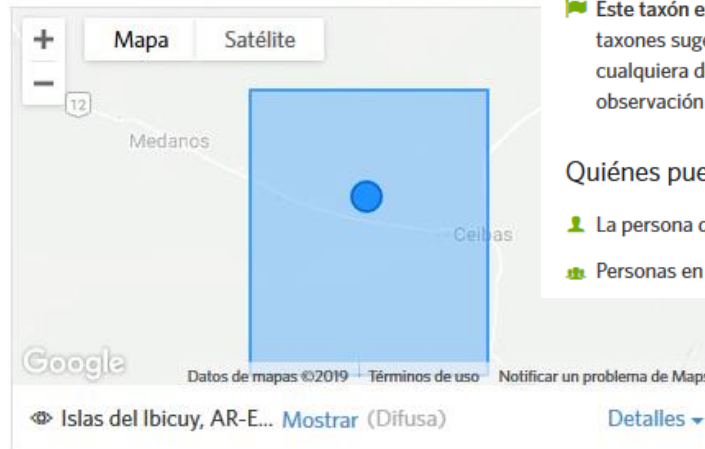 +
Mapa
Satélite
−
12
Medanos
Ceibas
Google
Datos de mapas ©2019
Términos de uso
Notificar un problema de Maps
Islas del Ibicuy, AR-E... Mostrar (Difusa)
Detalles
Este taxón e
taxones suge
cualquiera d
observación
Quiénes pue
La persona
Personas en